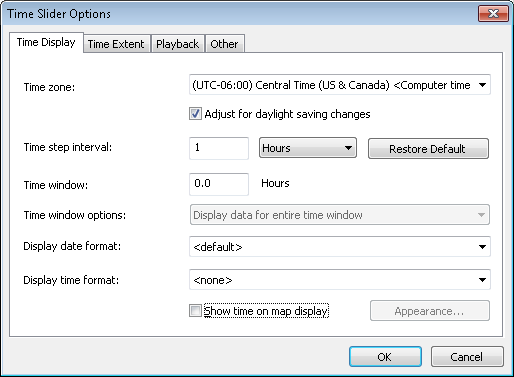 Time Slider Options
Time Display Time Extent Playback Other
Time zone: (UTC-06:00) Central Time (US & Canada) <Computer time
Adjust for daylight saving changes
Time step interval: 1 Hours Restore Default
Time window: 0.0 Hours
Time window options: Display data for entire time window
Display date format: <default>
Display time format: <none>
Show time on map display Appearance...
OK Cancel